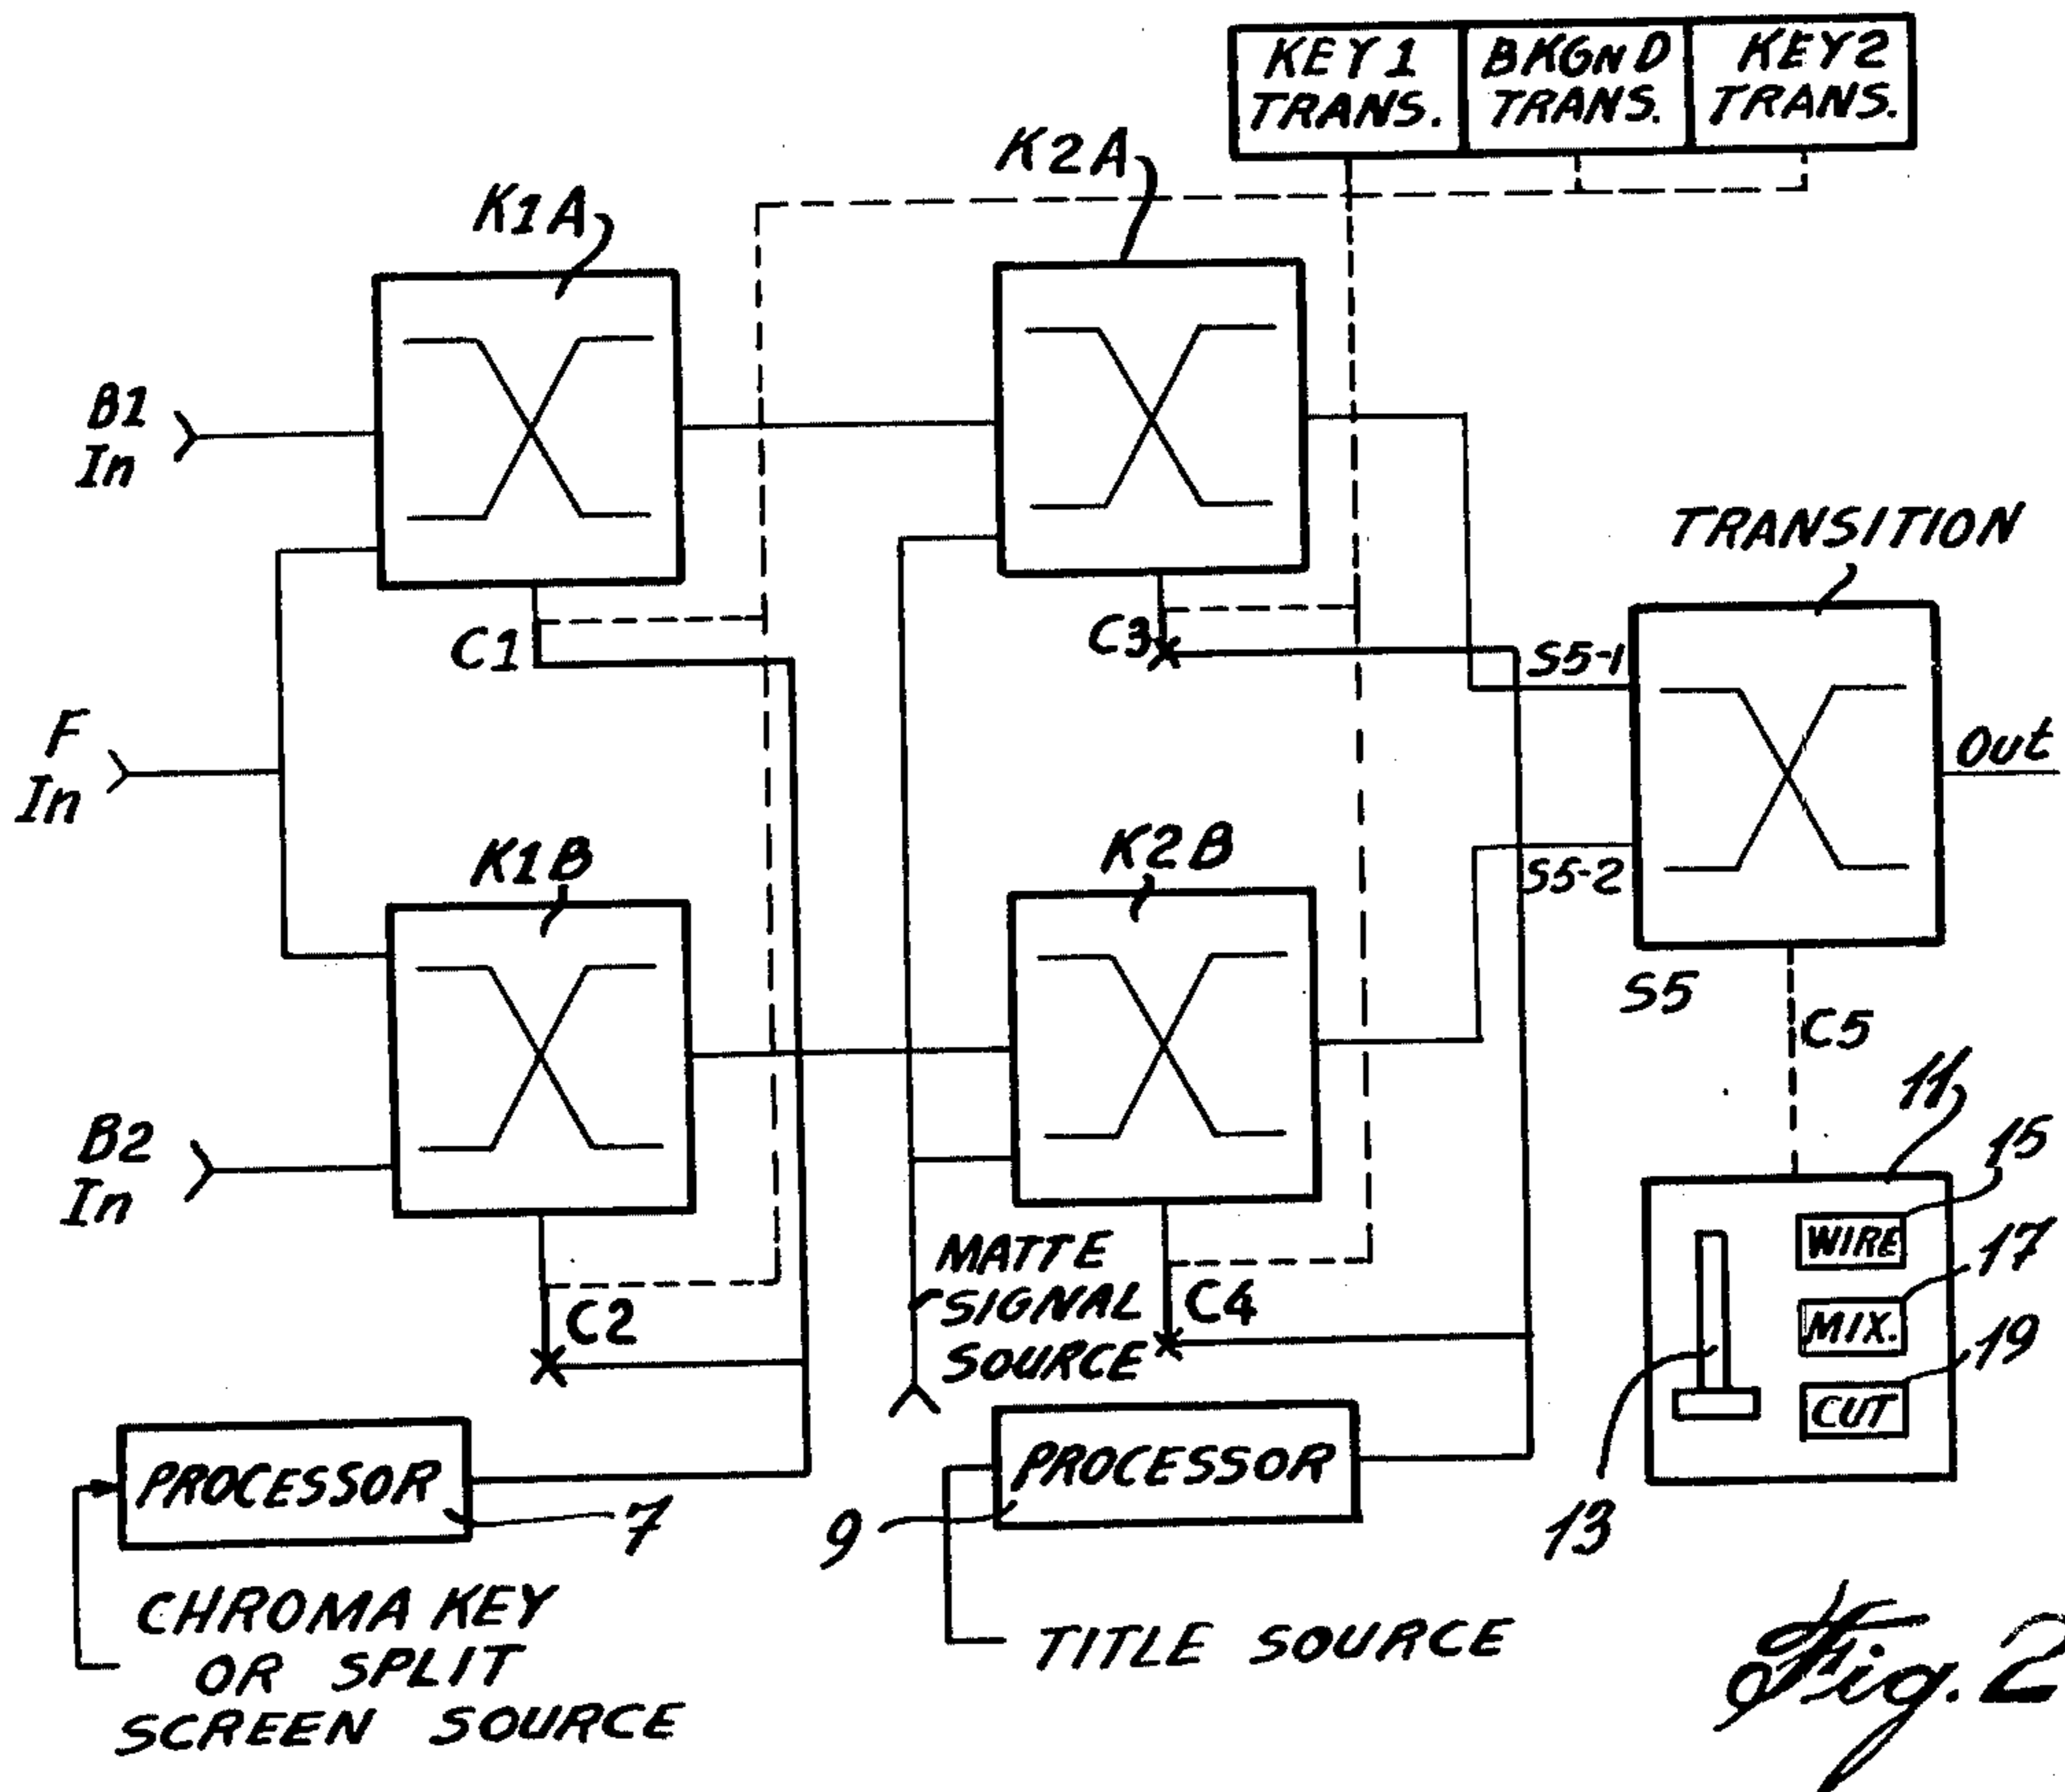 KEY 1
TRANS.
BKGND
TRANS.
KEY2
TRANS.
K1A
K2A
B1
In
C1
C3
TRANSITION
S5-1
F
In
Out
K1B
K2B
S5-2
S5
C5
11
B2
In
15
WIRE
17
MIX.
19
CUT
13
MATTE
SIGNAL
SOURCE
C2
C4
PROCESSOR
7
PROCESSOR
9
CHROMA KEY
OR SPLIT
SCREEN SOURCE
TITLE SOURCE
Fig. 2